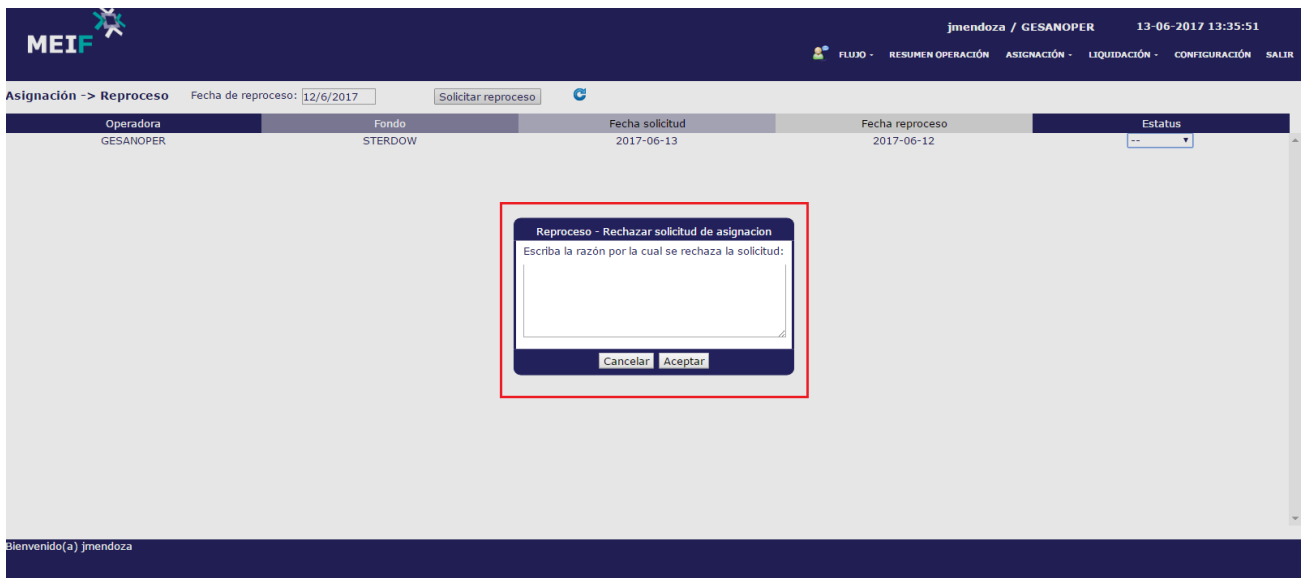 MEIF
jmendoza / GESANOPER 13-06-2017 13:35:51
FLUJO - RESUMEN OPERACIÓN ASIGNACIÓN - LIQUIDACIÓN - CONFIGURACIÓN SALIR
Asignación -> Reproceso Fecha de reproceso: 12/6/2017 Solicitar reproceso
Operadora Fondo Fecha solicitud Fecha reproceso Estatus
GESANOPER STERDOW 2017-06-13 2017-06-12 --
Reproceso - Rechazar solicitud de asignacion
Escriba la razón por la cual se rechaza la solicitud:
Cancelar Aceptar
Bienvenido(a) jmendoza